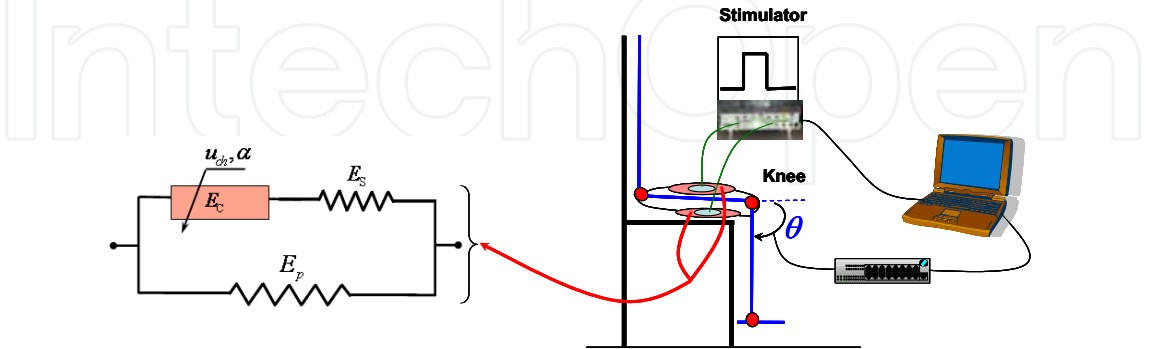 IntechOpen
Stimulator
u_ch, α
E_C
E_S
E_p
Knee
θ